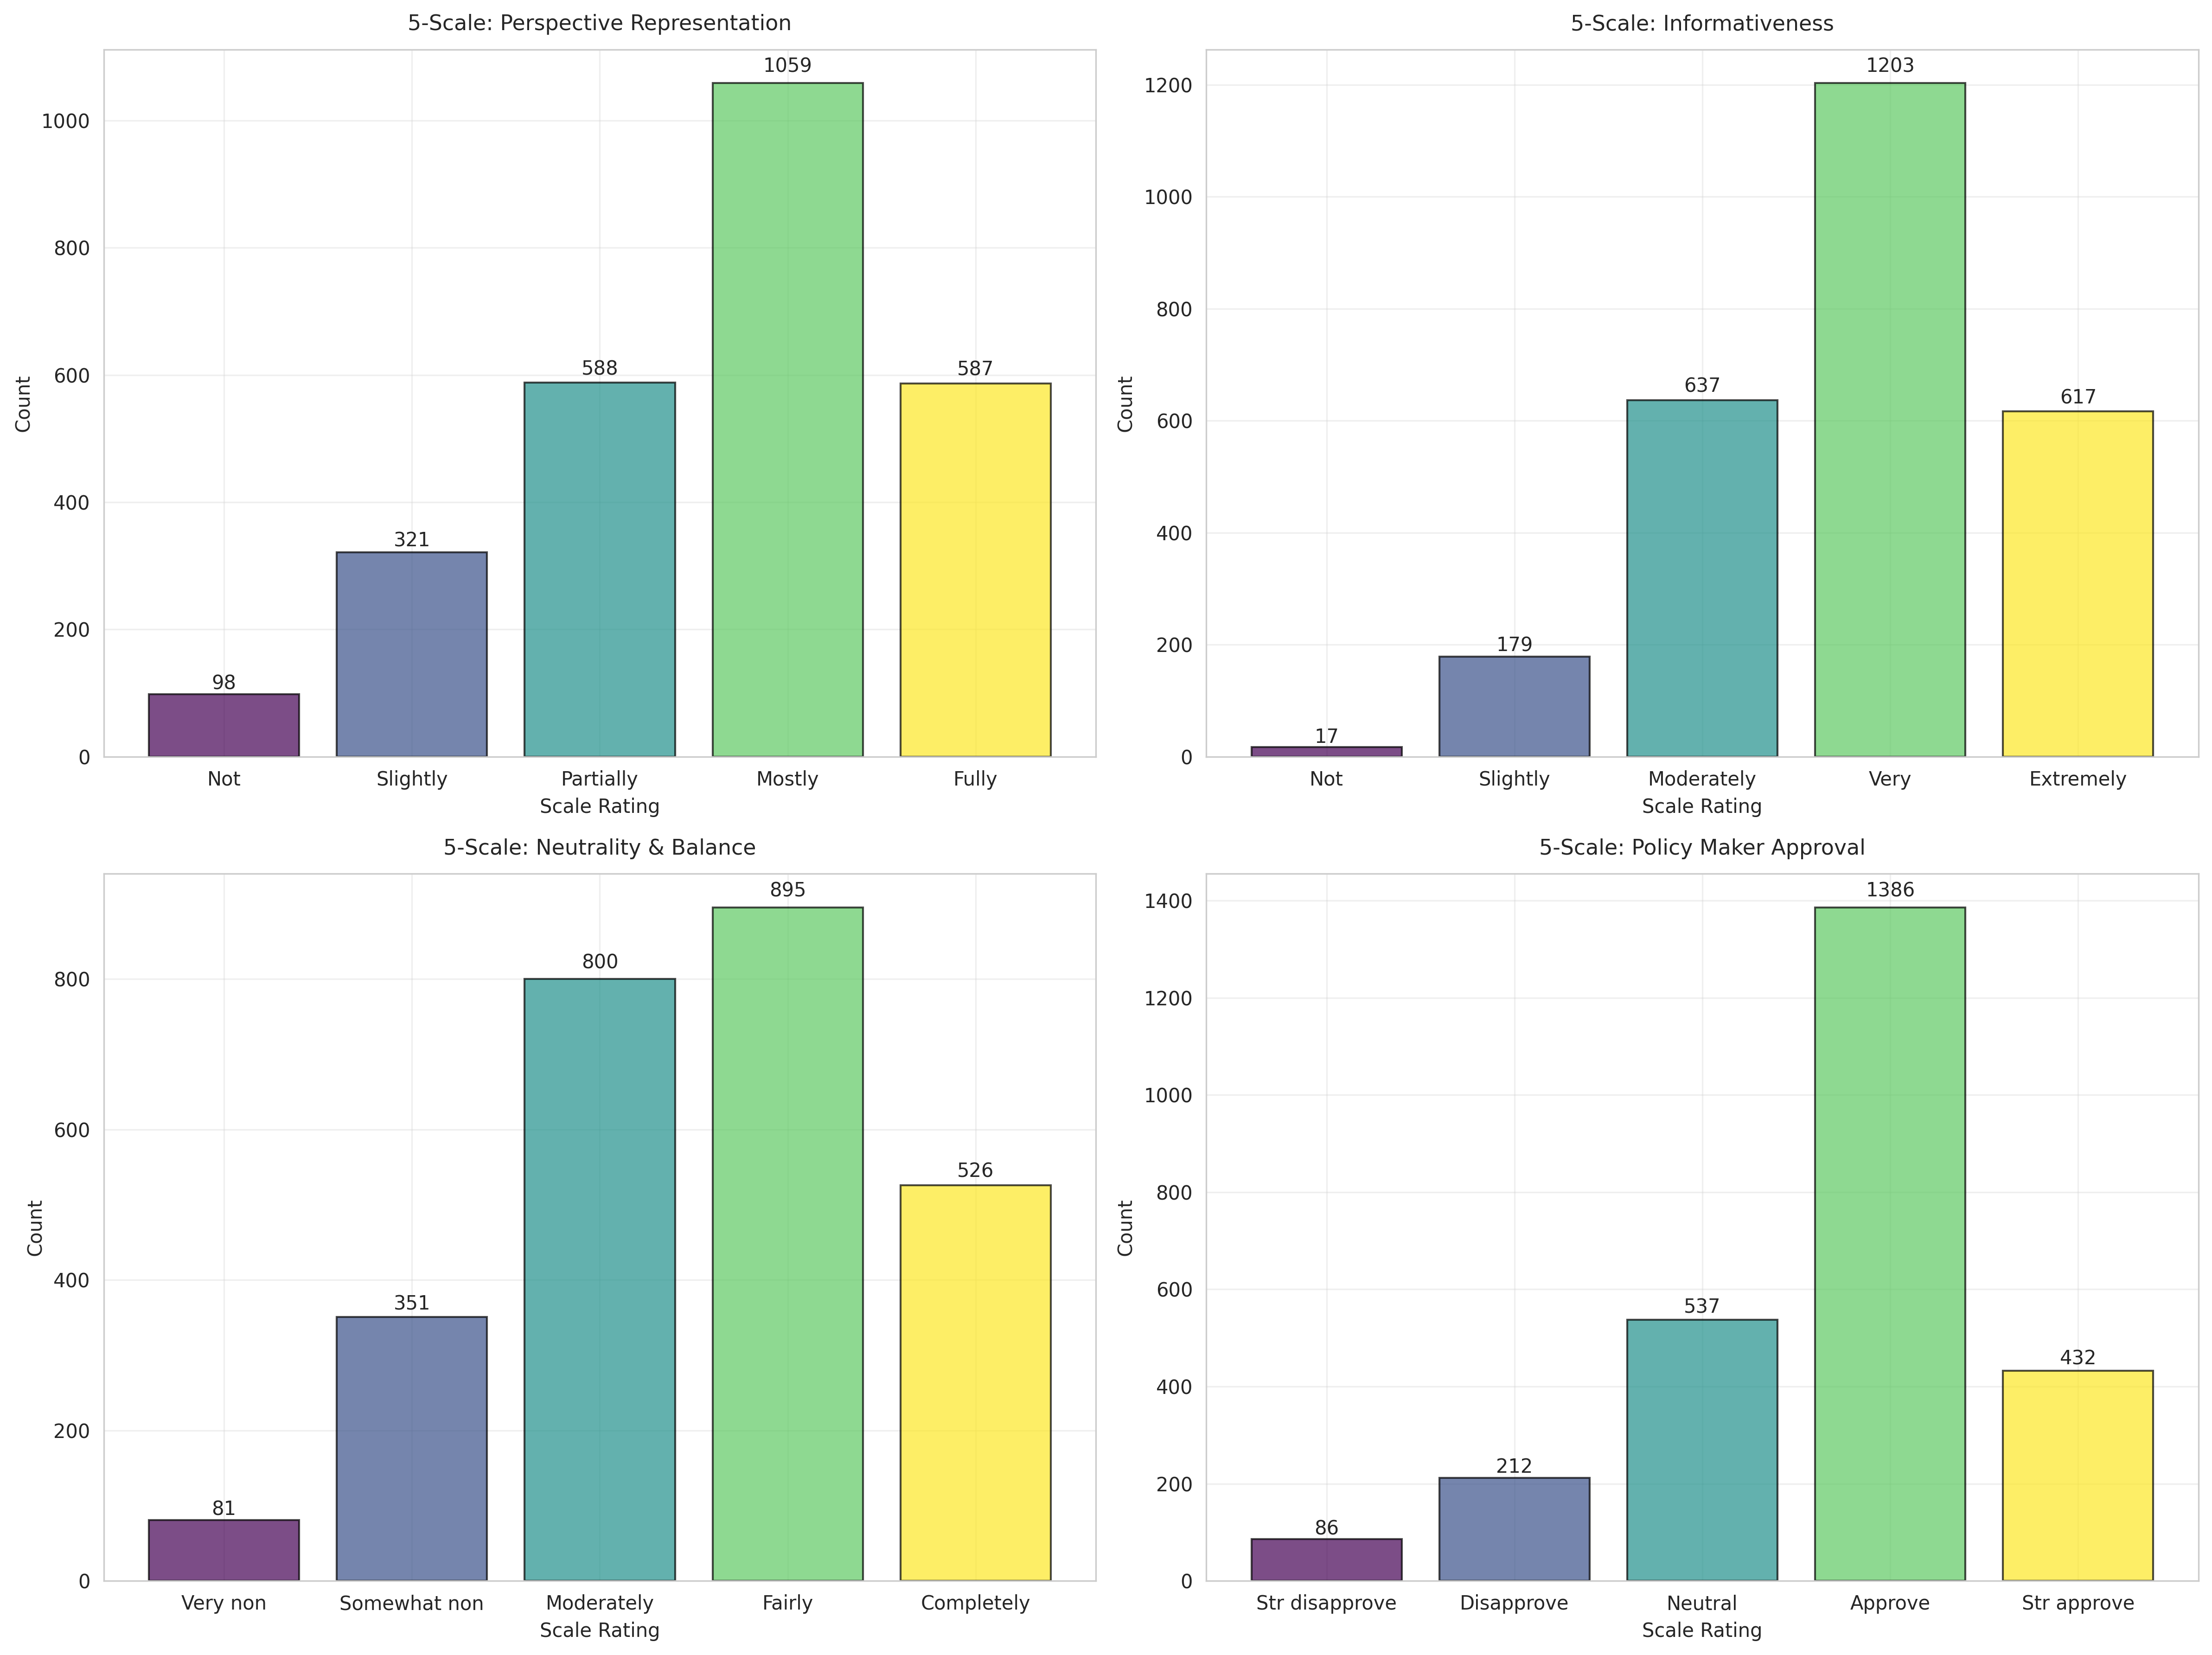 5-Scale: Perspective Representation
Count
1000
800
600
400
200
0
98
321
588
1059
587
Not Slightly Partially Mostly Fully
Scale Rating
5-Scale: Informativeness
Count
1200
1000
800
600
400
200
0
17
179
637
1203
617
Not Slightly Moderately Very Extremely
Scale Rating
5-Scale: Neutrality & Balance
Count
800
600
400
200
0
81
351
800
895
526
Very non Somewhat non Moderately Fairly Completely
Scale Rating
5-Scale: Policy Maker Approval
Count
1400
1200
1000
800
600
400
200
0
86
212
537
1386
432
Str disapprove Disapprove Neutral Approve Str approve
Scale Rating